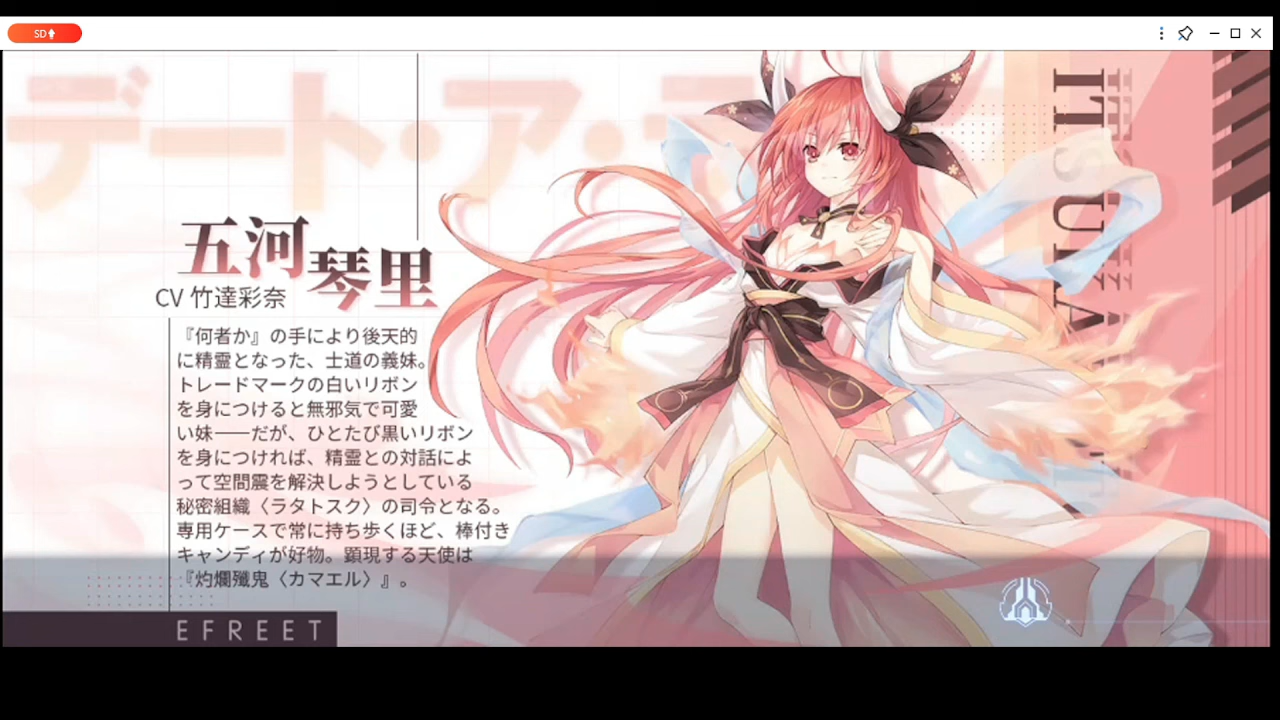 SD
デート・ア・ラ
五河琴里
CV 竹達彩奈
『何者か』の手により後天的
に精霊となった、士道の義妹。
トレードマークの白いリボン
を身につけると無邪気で可愛
い妹――だが、ひとたび黒いリボン
を身につければ、精霊との対話によ
って空間震を解決しようとしている
秘密組織〈ラタトスク〉の司令となる。
専用ケースで常に持ち歩くほど、棒付き
キャンディが好物。顕現する天使は
『灼爛殲鬼〈カマエル〉』。
EFREET
ITSUKA